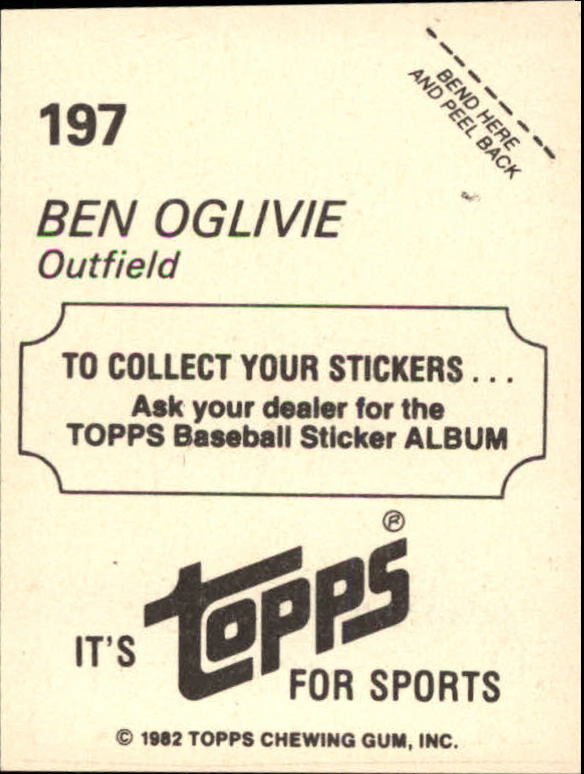 BEND HERE
AND PEEL BACK
197
BEN OGLIVIE
Outfield
TO COLLECT YOUR STICKERS...
Ask your dealer for the
TOPPS Baseball Sticker ALBUM
IT'S topps®
FOR SPORTS
© 1982 TOPPS CHEWING GUM, INC.